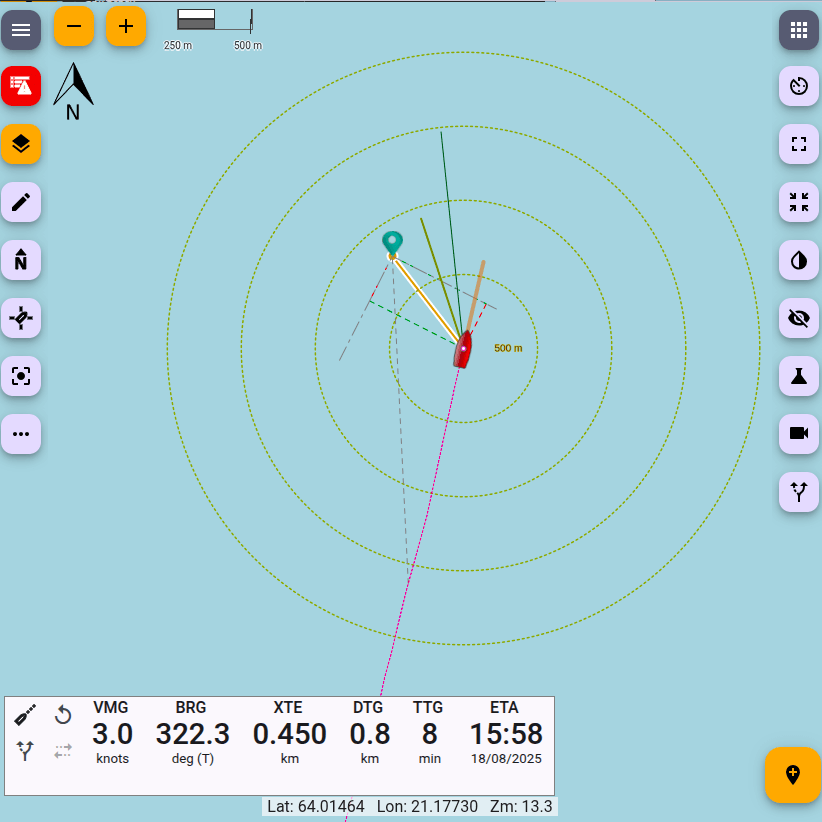 250 m 500 m
N
N
500 m
VMG BRG XTE DTG TTG ETA
3.0 322.3 0.450 0.8 8 15:58
knots deg (T) km km min 18/08/2025
Lat: 64.01464 Lon: 21.17730 Zm: 13.3